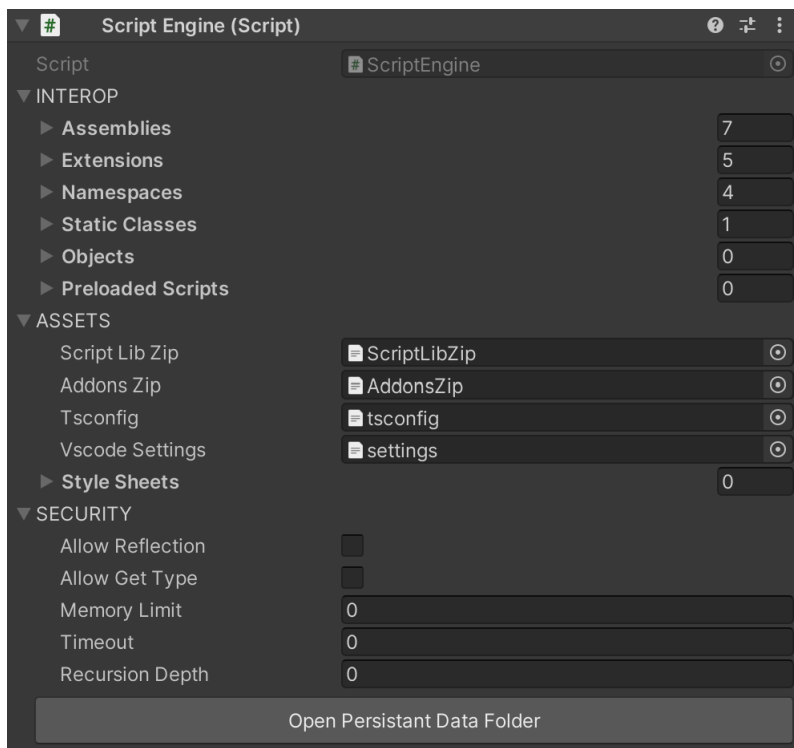 Script Engine (Script)
Script ScriptEngine
INTEROP
Assemblies 7
Extensions 5
Namespaces 4
Static Classes 1
Objects 0
Preloaded Scripts 0
ASSETS
Script Lib Zip ScriptLibZip
Addons Zip AddonsZip
Tsconfig tsconfig
Vscode Settings settings
Style Sheets 0
SECURITY
Allow Reflection
Allow Get Type
Memory Limit 0
Timeout 0
Recursion Depth 0
Open Persistant Data Folder